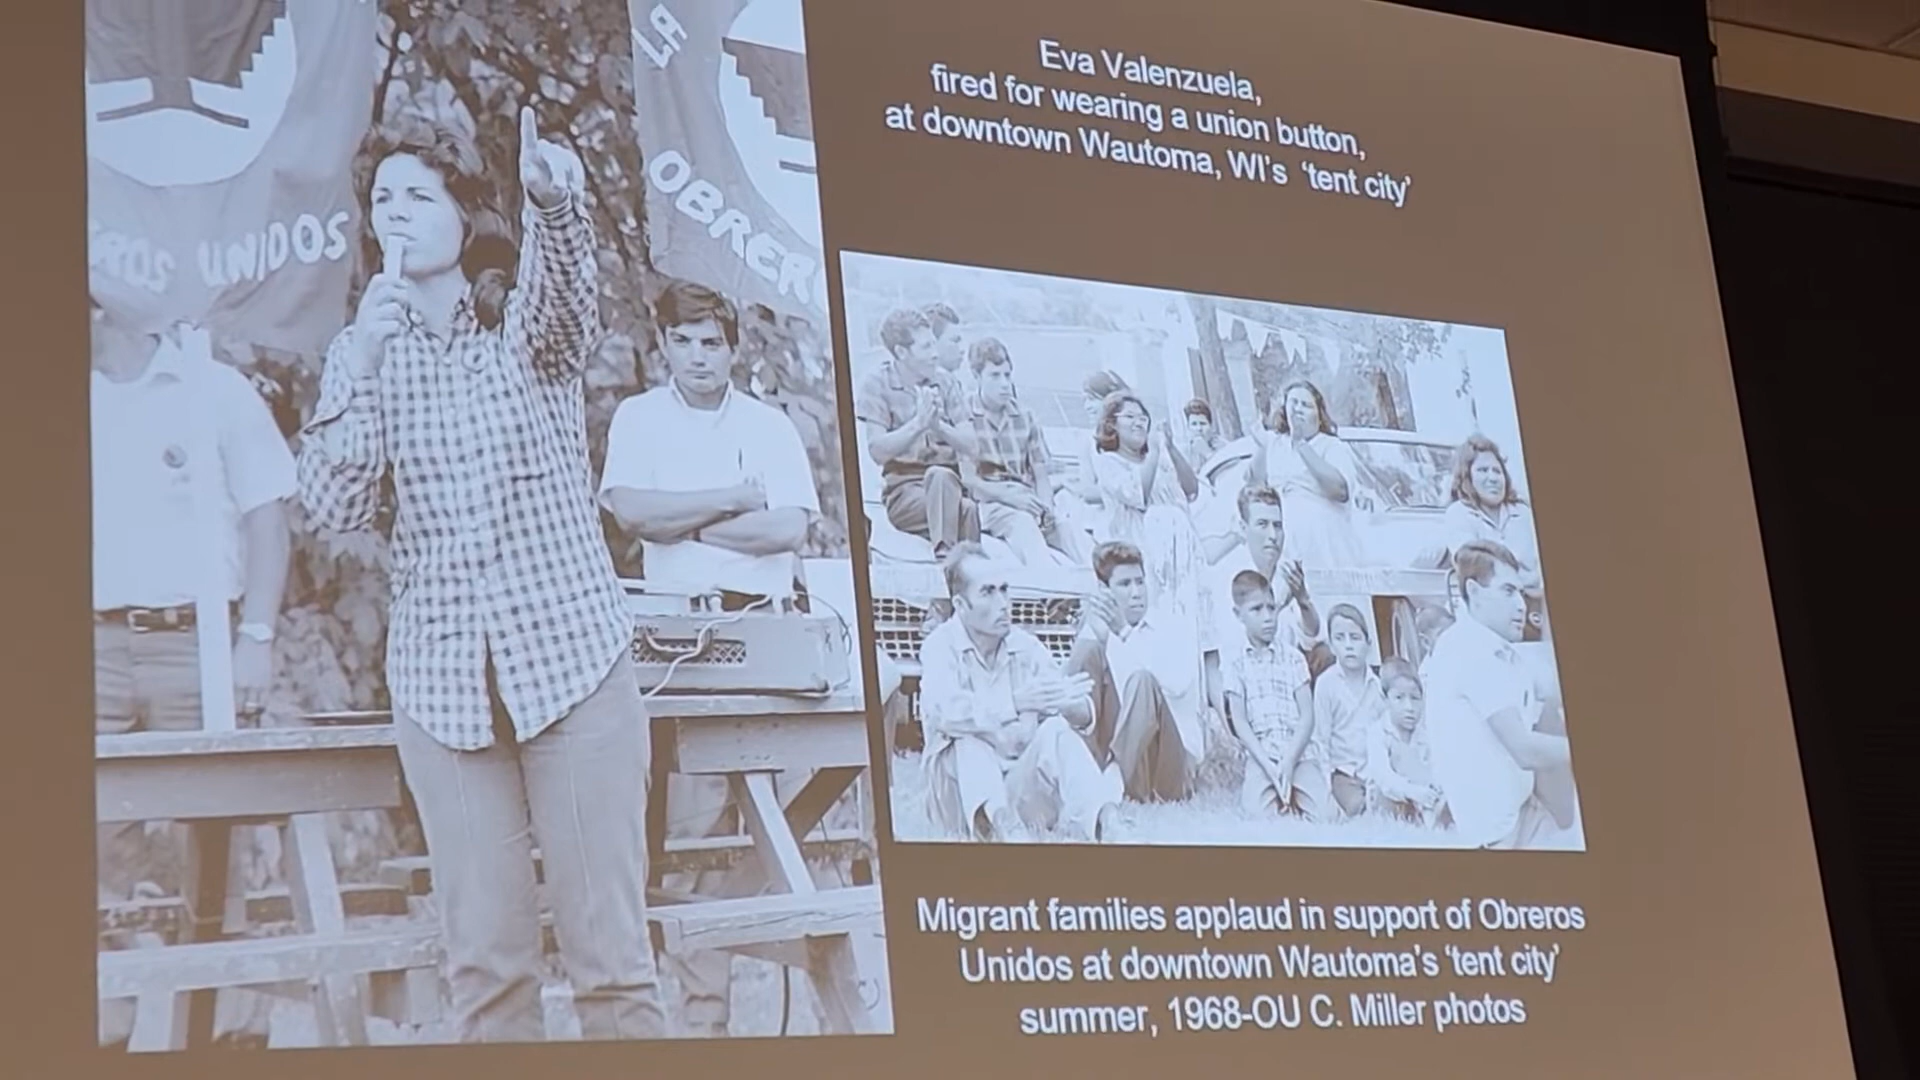 LA
OBRER
ROS UNIDOS
Eva Valenzuela,
fired for wearing a union button,
at downtown Wautoma, WI's 'tent city'
Migrant families applaud in support of Obreros
Unidos at downtown Wautoma's 'tent city'
summer, 1968-OU C. Miller photos